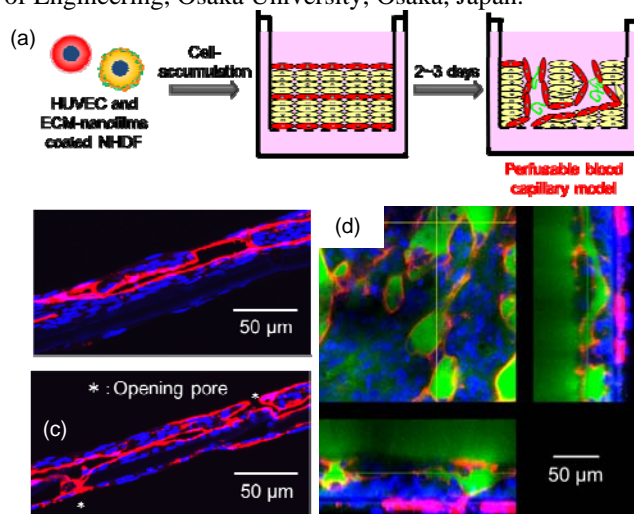 of Engineering, Osaka University, Osaka, Japan.
(a)
Cell-
accumulation
2~3 days
HUVEC and
ECM-nanofilms
coated NHDF
Perfusable blood
capillary model
(d)
50 µm
* : Opening pore
*
(c)
50 µm
*
50 µm